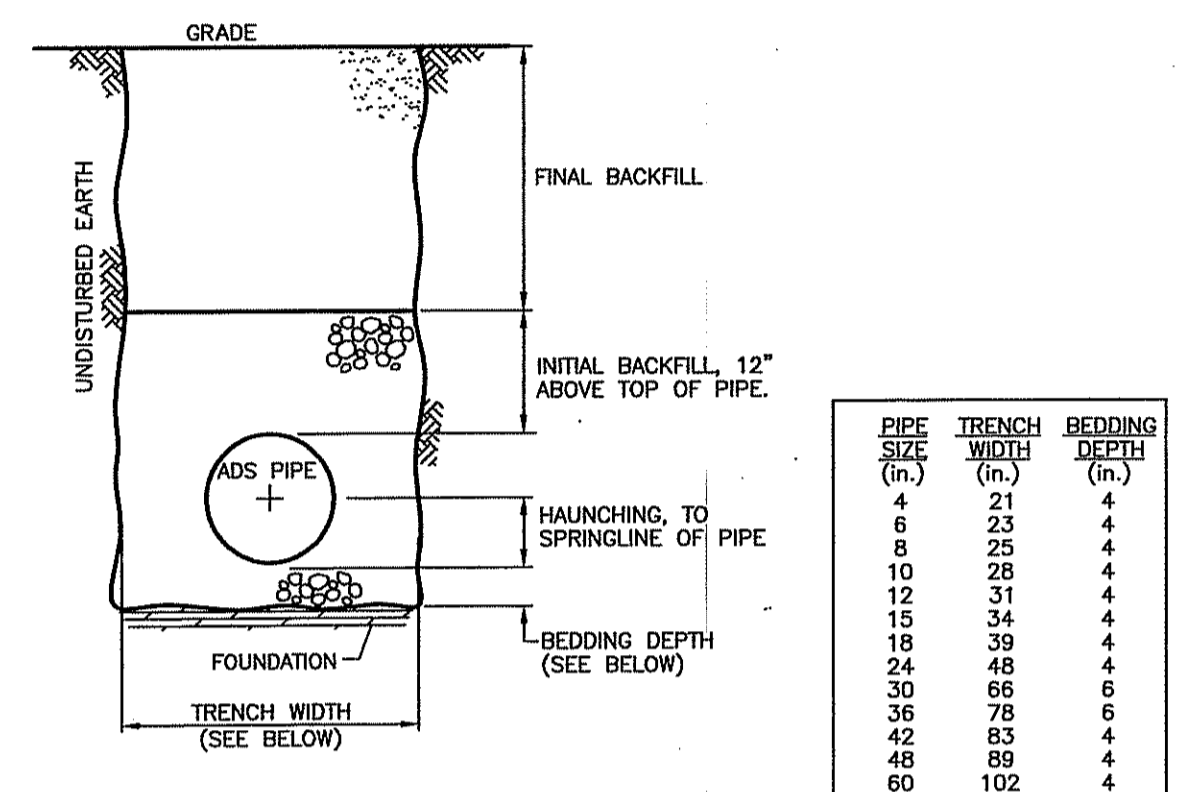 GRADE
UNDISTURBED EARTH
FINAL BACKFILL
INITIAL BACKFILL, 12"
ABOVE TOP OF PIPE.
ADS PIPE
HAUNCHING, TO
SPRINGLINE OF PIPE
BEDDING DEPTH
(SEE BELOW)
FOUNDATION
TRENCH WIDTH
(SEE BELOW)
PIPE TRENCH BEDDING
SIZE WIDTH DEPTH
(in.) (in.) (in.)
4 21 4
6 23 4
8 25 4
10 28 4
12 31 4
15 34 4
18 39 4
24 48 4
30 66 6
36 78 6
42 83 4
48 89 4
60 102 4